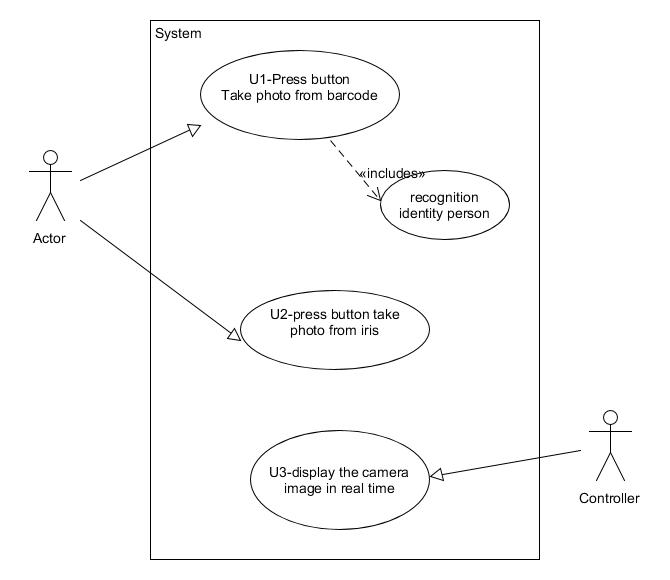 System
U1-Press button
Take photo from barcode
«includes»
recognition
identity person
Actor
U2-press button take
photo from iris
U3-display the camera
image in real time
Controller